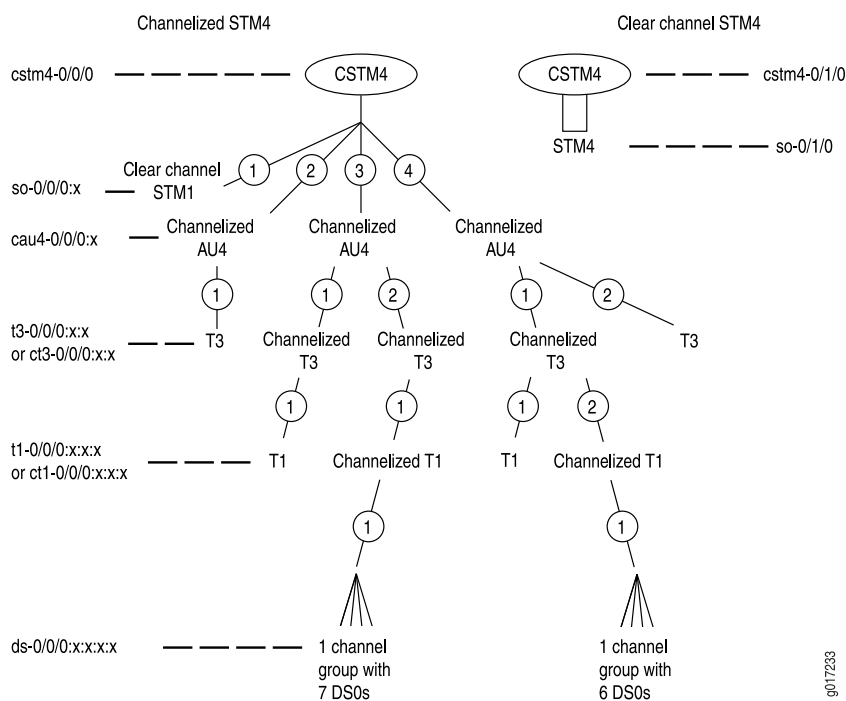 Channelized STM4
Clear channel STM4
cstm4-0/0/0
CSTM4
CSTM4
cstm4-0/1/0
STM4
so-0/1/0
1
2
3
4
Clear channel
STM1
so-0/0/0:x
cau4-0/0/0:x
Channelized
AU4
Channelized
AU4
Channelized
AU4
1
1
2
1
2
t3-0/0/0:x:x
or ct3-0/0/0:x:x
T3
Channelized
T3
Channelized
T3
Channelized
T3
T3
1
1
1
2
t1-0/0/0:x:x:x
or ct1-0/0/0:x:x:x
T1
Channelized T1
T1
Channelized T1
1
1
ds-0/0/0:x:x:x:x
1 channel
group with
7 DS0s
1 channel
group with
6 DS0s
g017233